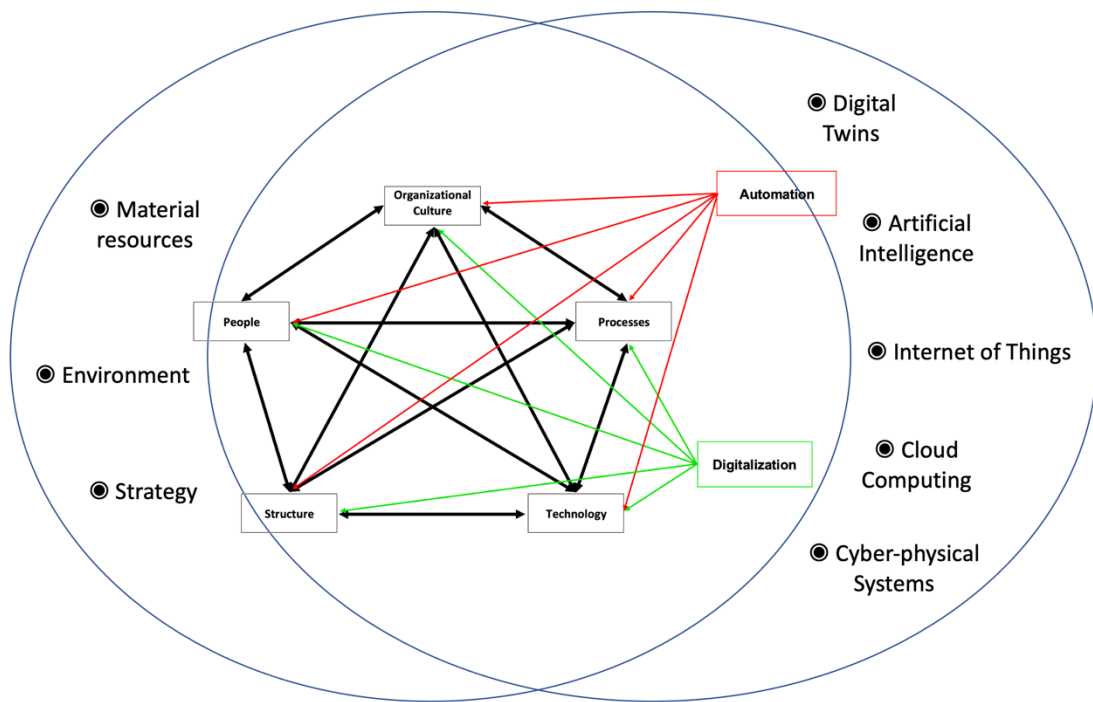 ◉ Digital
Twins
Organizational
Culture
Automation
◉ Material
resources
◉ Artificial
Intelligence
People
Processes
◉ Internet of Things
◉ Environment
◉ Cloud
Computing
Digitalization
◉ Strategy
Structure
Technology
◉ Cyber-physical
Systems